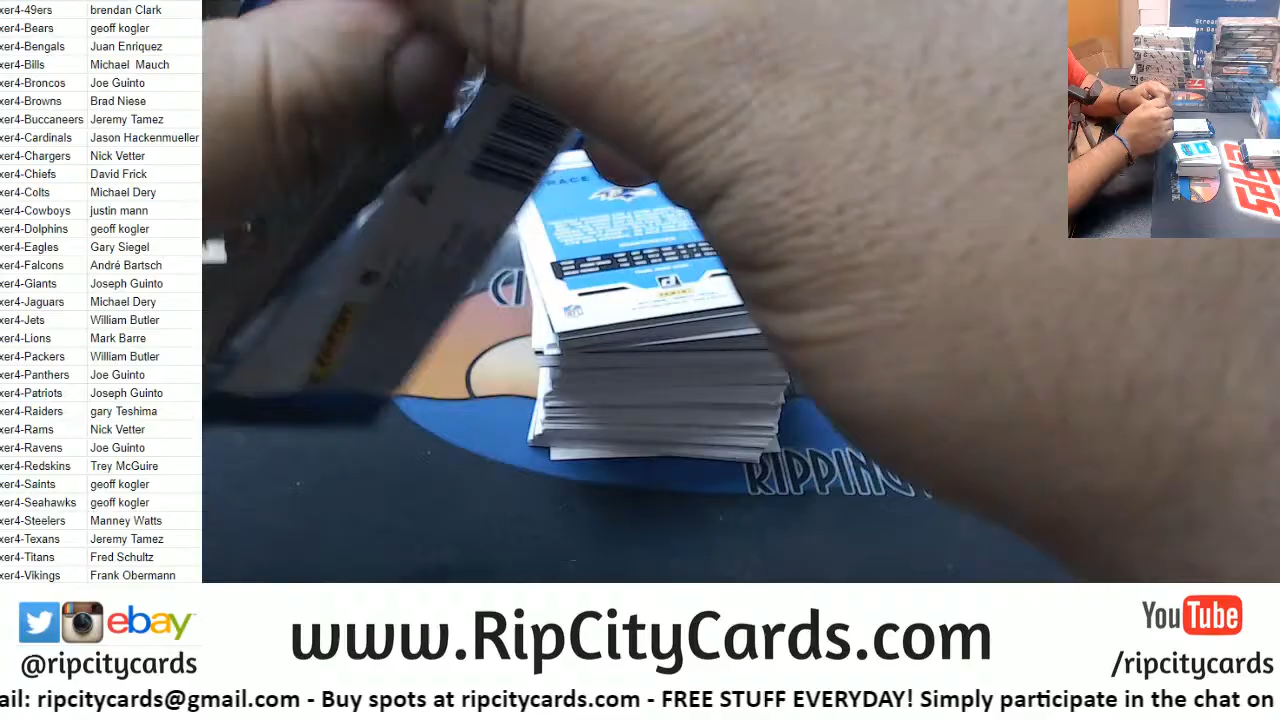 xer4-49ers brendan Clark
xer4-Bears geoff kogler
xer4-Bengals Juan Enriquez
xer4-Bills Michael Mauch
xer4-Broncos Joe Guinto
xer4-Browns Brad Niese
xer4-Buccaneers Jeremy Tamez
xer4-Cardinals Jason Hackenmueller
xer4-Chargers Nick Vetter
xer4-Chiefs David Frick
xer4-Colts Michael Dery
xer4-Cowboys justin mann
xer4-Dolphins geoff kogler
xer4-Eagles Gary Siegel
xer4-Falcons André Bartsch
xer4-Giants Joseph Guinto
xer4-Jaguars Michael Dery
xer4-Jets William Butler
xer4-Lions Mark Barre
xer4-Packers William Butler
xer4-Panthers Joe Guinto
xer4-Patriots Joseph Guinto
xer4-Raiders gary Teshima
xer4-Rams Nick Vetter
xer4-Ravens Joe Guinto
xer4-Redskins Trey McGuire
xer4-Saints geoff kogler
xer4-Seahawks geoff kogler
xer4-Steelers Manney Watts
xer4-Texans Jeremy Tamez
xer4-Titans Fred Schultz
xer4-Vikings Frank Obermann
RIPPING
ebay
@ripcitycards
www.RipCityCards.com
YouTube
/ripcitycards
ail: ripcitycards@gmail.com - Buy spots at ripcitycards.com - FREE STUFF EVERYDAY! Simply participate in the chat on